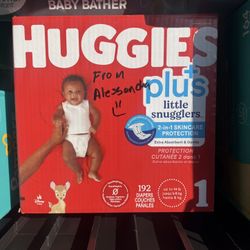 BABY BATHER
HUGGIES
From
Alessandra
plus
little
snugglers
2-in-1 SKINCARE
PROTECTION
Extra Absorbent & Gentle
PROTECTION
CUTANÉE 2 dans 1
192
DIAPERS
COUCHES
PAÑALES
1